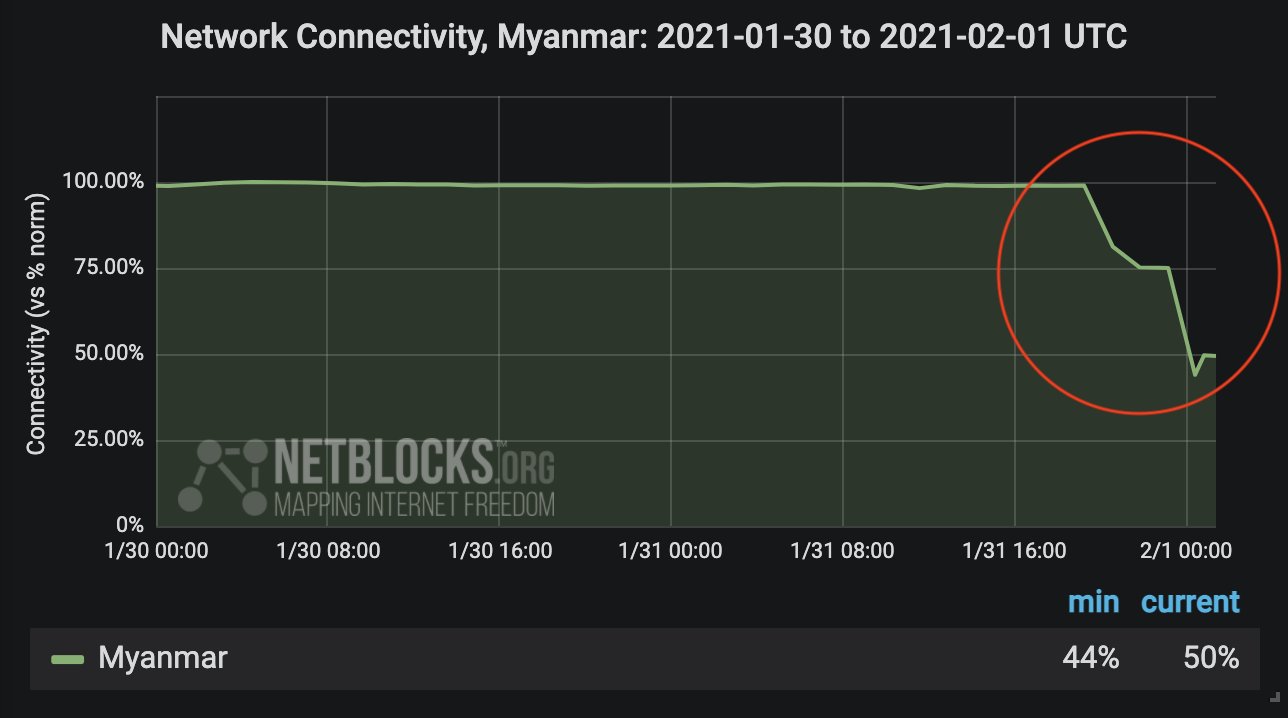 Network Connectivity, Myanmar: 2021-01-30 to 2021-02-01 UTC
Connectivity (vs % norm)
100.00%
75.00%
50.00%
25.00%
0%
NETBLOCKS.ORG™
MAPPING INTERNET FREEDOM
1/30 00:00 1/30 08:00 1/30 16:00 1/31 00:00 1/31 08:00 1/31 16:00 2/1 00:00
min current
Myanmar 44% 50%